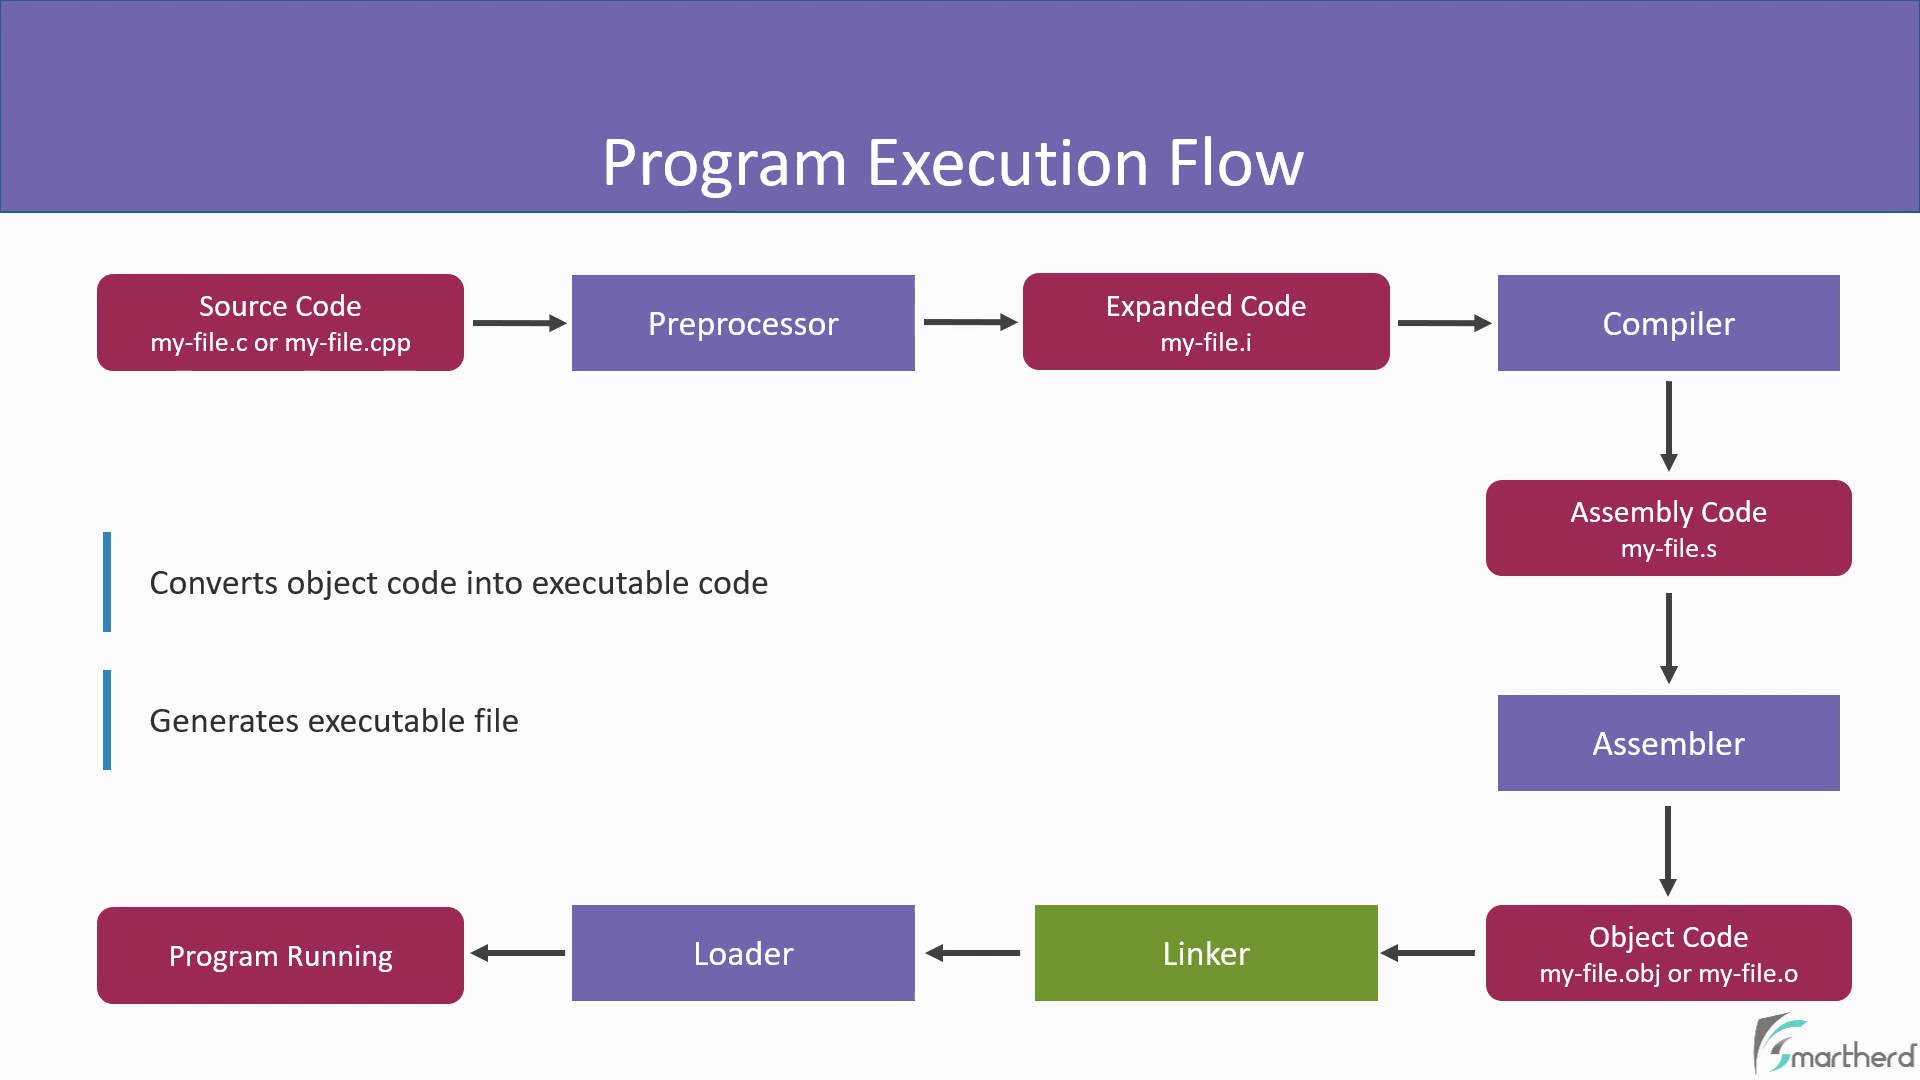 Program Execution Flow
Source Code
my-file.c or my-file.cpp
Preprocessor
Expanded Code
my-file.i
Compiler
Assembly Code
my-file.s
Converts object code into executable code
Generates executable file
Assembler
Program Running
Loader
Linker
Object Code
my-file.obj or my-file.o
Smartherd